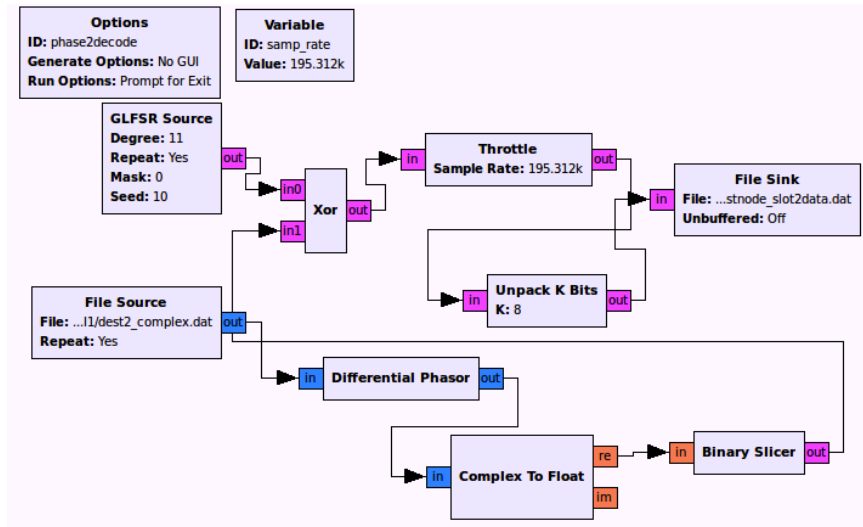 Options
ID: phase2decode
Generate Options: No GUI
Run Options: Prompt for Exit
Variable
ID: samp_rate
Value: 195.312k
GLFSR Source
Degree: 11
Repeat: Yes
Mask: 0
Seed: 10
out
in0
in1
Xor
out
in
Throttle
Sample Rate: 195.312k
out
in
File Sink
File: ...stnode_slot2data.dat
Unbuffered: Off
in
Unpack K Bits
K: 8
out
File Source
File: ...l1/dest2_complex.dat
Repeat: Yes
out
in
Differential Phasor
out
in
Complex To Float
re
im
in
Binary Slicer
out